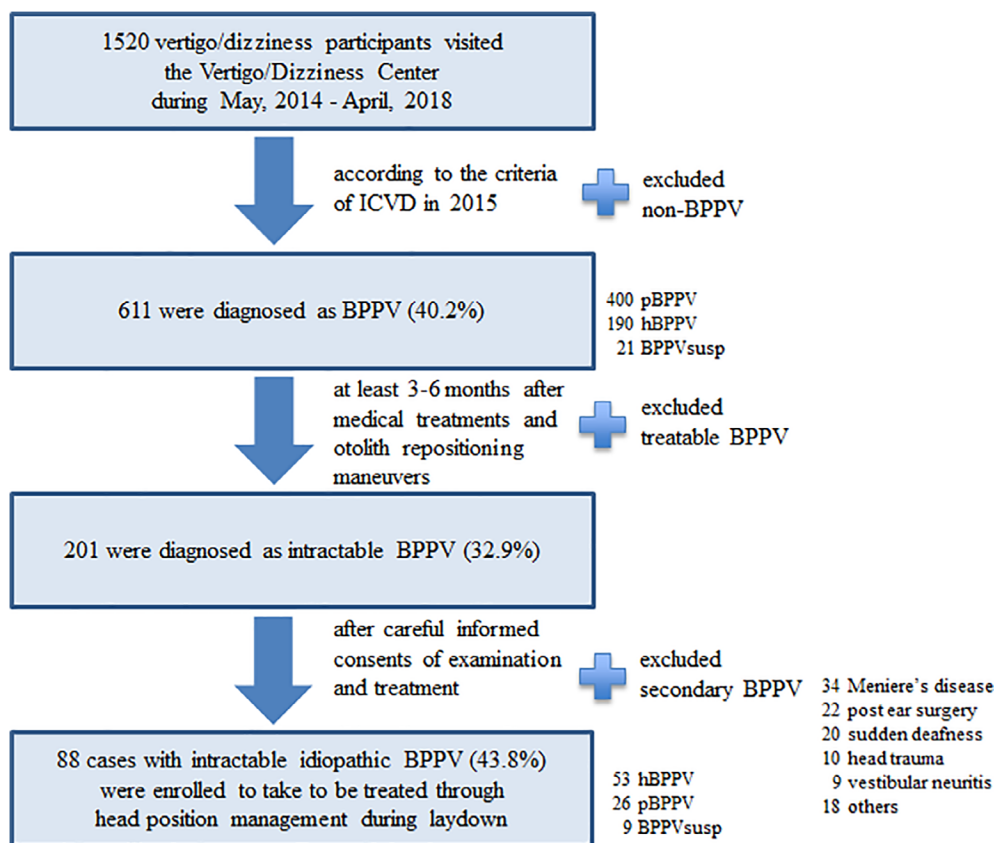 1520 vertigo/dizziness participants visited
the Vertigo/Dizziness Center
during May, 2014 - April, 2018
according to the criteria
of ICVD in 2015
excluded
non-BPPV
611 were diagnosed as BPPV (40.2%)
400 pBPPV
190 hBPPV
21 BPPVsusp
at least 3-6 months after
medical treatments and
otolith repositioning
maneuvers
excluded
treatable BPPV
201 were diagnosed as intractable BPPV (32.9%)
after careful informed
consents of examination
and treatment
excluded
secondary BPPV
34 Meniere's disease
22 post ear surgery
20 sudden deafness
10 head trauma
9 vestibular neuritis
18 others
88 cases with intractable idiopathic BPPV (43.8%)
were enrolled to take to be treated through
head position management during laydown
53 hBPPV
26 pBPPV
9 BPPVsusp